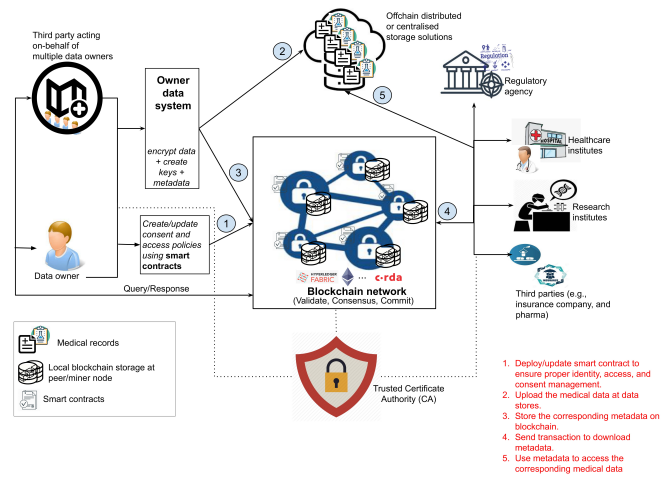 Third party acting
on-behalf of
multiple data owners
Offchain distributed
or centralised
storage solutions
2
Regulation
Regulatory
agency
Owner
data
system
encrypt data
+ create
keys +
metadata
5
3
HOSPITAL
Healthcare
institutes
4
Research
institutes
Create/update
consent and
access policies
using smart
contracts
1
Data owner
HYPERLEDGER
FABRIC
...
c·rda
Blockchain network
(Validate, Consensus, Commit)
Query/Response
Third parties (e.g.,
insurance company, and
pharma)
Medical records
Local blockchain storage at
peer/miner node
Smart contracts
Trusted Certificate
Authority (CA)
1. Deploy/update smart contract to
ensure proper identity, access, and
consent management.
2. Upload the medical data at data
stores.
3. Store the corresponding metadata on
blockchain.
4. Send transaction to download
metadata.
5. Use metadata to access the
corresponding medical data